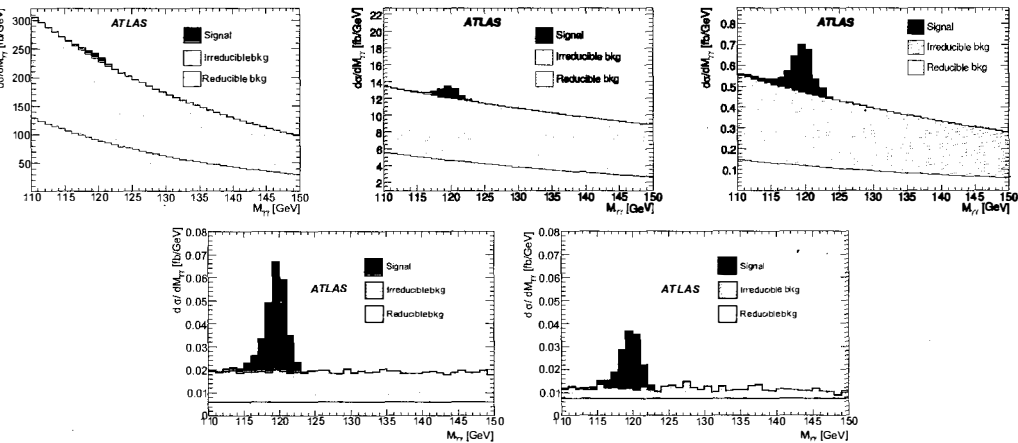 ATLAS
Signal
Irreduciblebkg
Reducible bkg
300
250
200
150
100
50
110 115 120 125 130 135 140 145 150
Mγγ [GeV]
dσ/dMγγ [fb/GeV]
ATLAS
Signal
Irreducible bkg
Reducible bkg
22
20
18
16
14
12
10
8
6
4
2
110 115 120 125 130 135 140 145 150
Mγγ [GeV]
dσ/dMγγ [fb/GeV]
ATLAS
Signal
Irreducible bkg
Reducible bkg
0.8
0.7
0.6
0.5
0.4
0.3
0.2
0.1
110 115 120 125 130 135 140 145 150
Mγγ [GeV]
d σ/ dMγγ [fb/GeV]
ATLAS
Signal
Irreduciblebkg
Reduciblebkg
0.08
0.07
0.06
0.05
0.04
0.03
0.02
0.01
0
110 115 120 125 130 135 140 145 150
Mγγ [GeV]
d σ/ dMγγ [fb/GeV]
ATLAS
Signal
Irreducible bkg
Reducible bkg
0.08
0.07
0.06
0.05
0.04
0.03
0.02
0.01
0
110 115 120 125 130 135 140 145 150
Mγγ [GeV]